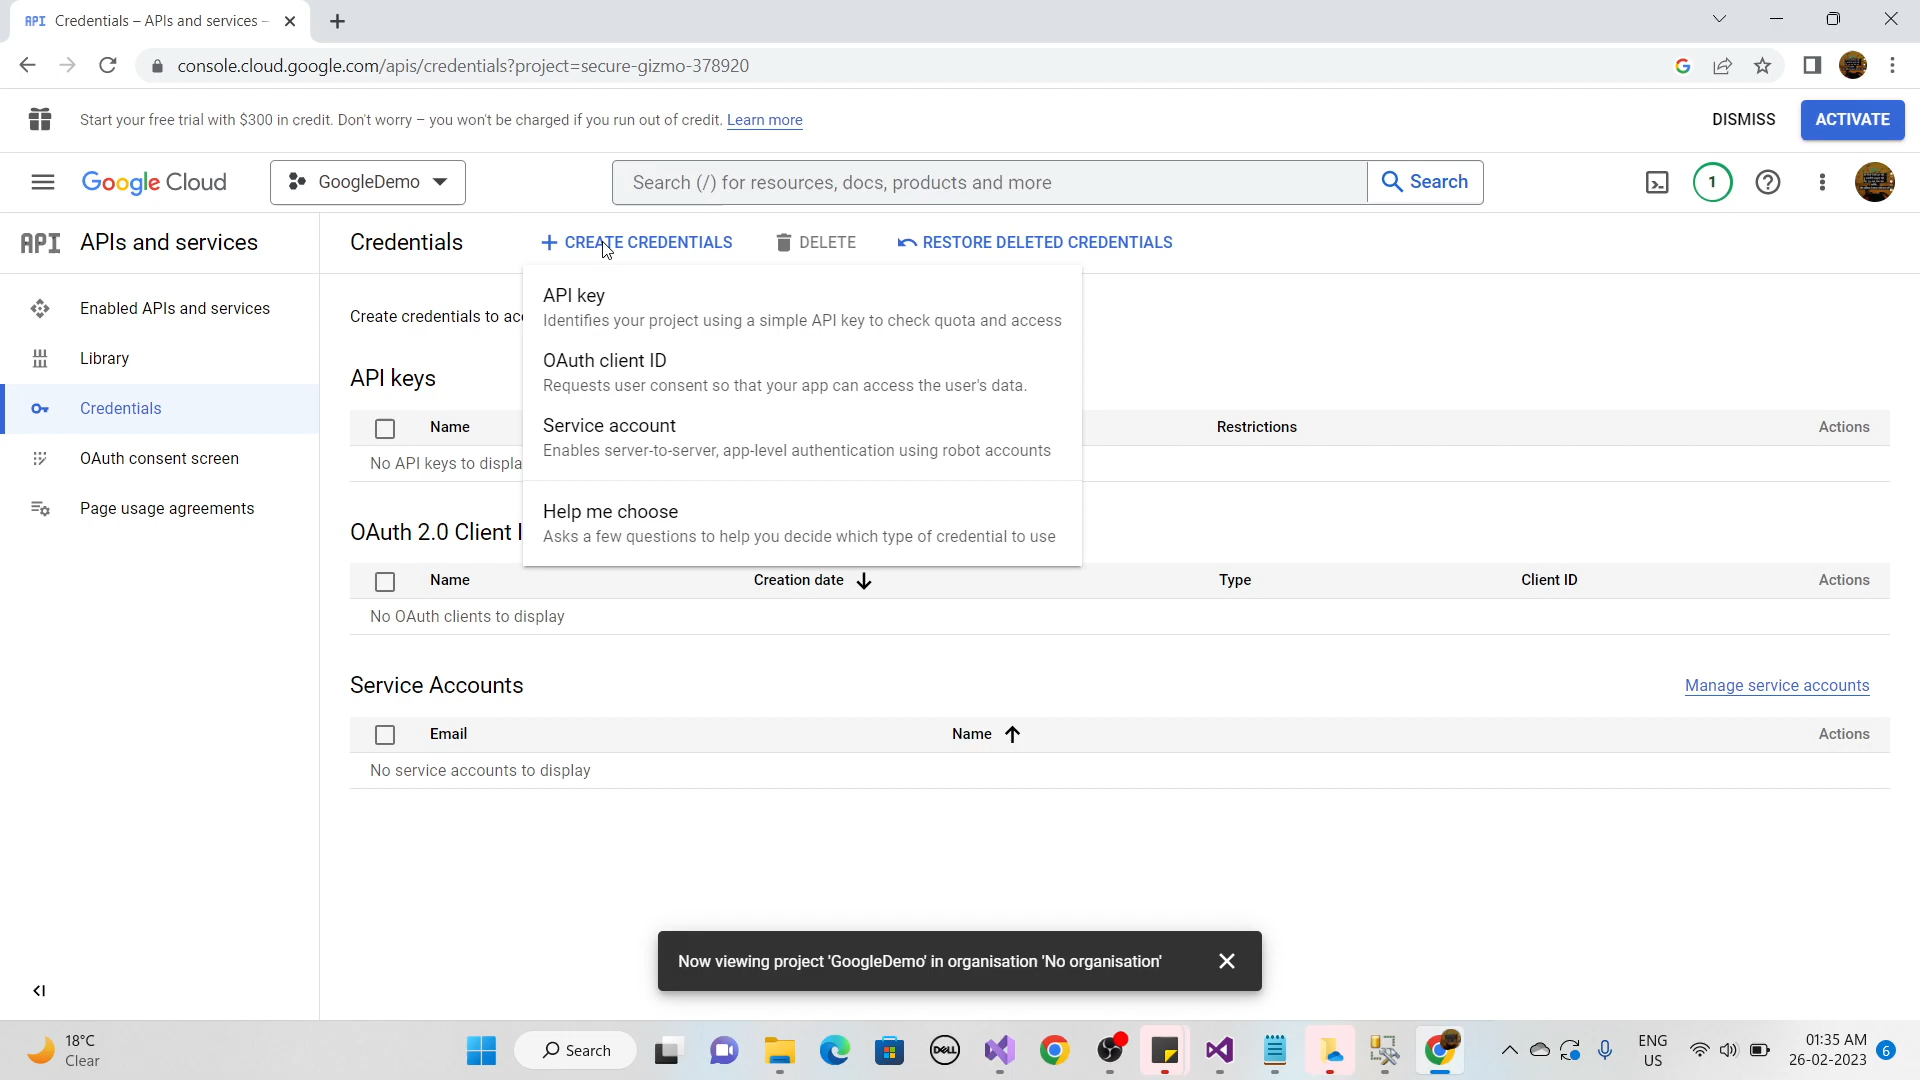 API Credentials – APIs and services –
console.cloud.google.com/apis/credentials?project=secure-gizmo-378920
Start your free trial with $300 in credit. Don't worry – you won't be charged if you run out of credit. Learn more
DISMISS
ACTIVATE
Google Cloud
GoogleDemo
Search (/) for resources, docs, products and more
Search
1
API APIs and services
Credentials
CREATE CREDENTIALS
DELETE
RESTORE DELETED CREDENTIALS
Enabled APIs and services
Library
Credentials
OAuth consent screen
Page usage agreements
Create credentials to acc
API key
Identifies your project using a simple API key to check quota and access
OAuth client ID
Requests user consent so that your app can access the user's data.
Service account
Enables server-to-server, app-level authentication using robot accounts
Help me choose
Asks a few questions to help you decide which type of credential to use
API keys
Name
Restrictions
Actions
No API keys to displa
OAuth 2.0 Client I
Name
Creation date
Type
Client ID
Actions
No OAuth clients to display
Service Accounts
Manage service accounts
Email
Name
Actions
No service accounts to display
Now viewing project 'GoogleDemo' in organisation 'No organisation'
18°C
Clear
Search
DELL
ENG
US
01:35 AM
26-02-2023
6